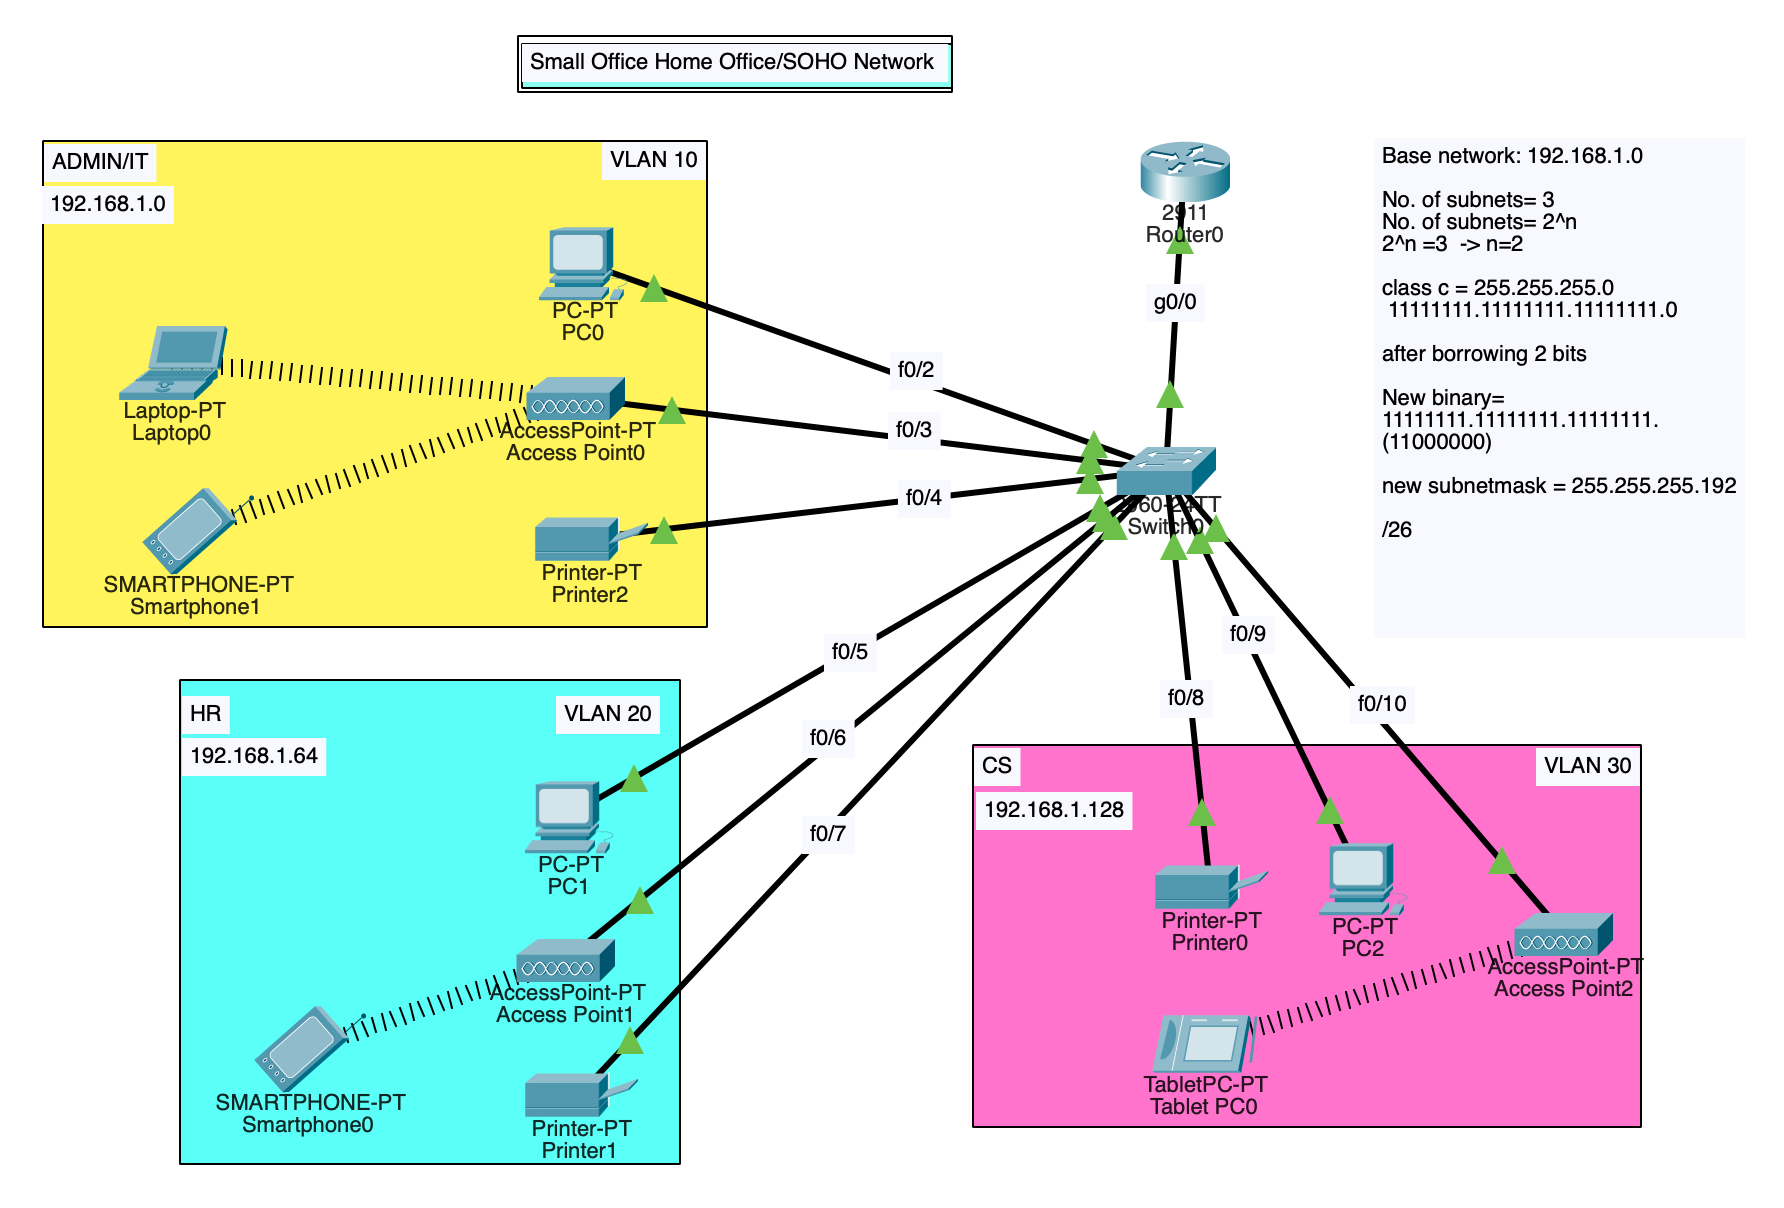 Small Office Home Office/SOHO Network
ADMIN/IT
VLAN 10
192.168.1.0
PC-PT
PC0
Laptop-PT
Laptop0
AccessPoint-PT
Access Point0
SMARTPHONE-PT
Smartphone1
Printer-PT
Printer2
2911
Router0
g0/0
f0/2
f0/3
f0/4
2960-24TT
Switch0
f0/5
f0/6
f0/7
f0/8
f0/9
f0/10
Base network: 192.168.1.0
No. of subnets= 3
No. of subnets= 2^n
2^n =3  -> n=2
class c = 255.255.255.0
11111111.11111111.11111111.0
after borrowing 2 bits
New binary=
11111111.11111111.11111111.
(11000000)
new subnetmask = 255.255.255.192
/26
HR
VLAN 20
192.168.1.64
PC-PT
PC1
AccessPoint-PT
Access Point1
SMARTPHONE-PT
Smartphone0
Printer-PT
Printer1
CS
VLAN 30
192.168.1.128
Printer-PT
Printer0
PC-PT
PC2
AccessPoint-PT
Access Point2
TabletPC-PT
Tablet PC0